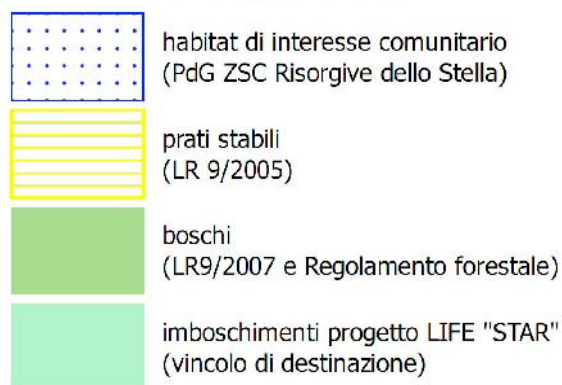 habitat di interesse comunitario
(PdG ZSC Risorgive dello Stella)
prati stabili
(LR 9/2005)
boschi
(LR9/2007 e Regolamento forestale)
imboschimenti progetto LIFE "STAR"
(vincolo di destinazione)